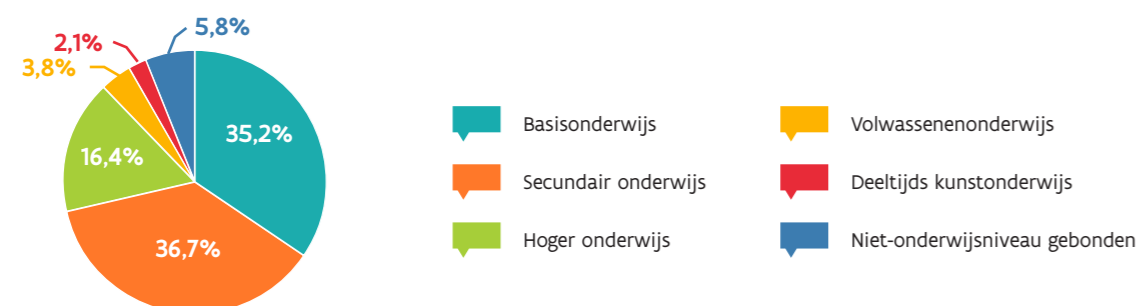 5,8%
2,1%
3,8%
35,2%
16,4%
36,7%
Basisonderwijs
Secundair onderwijs
Hoger onderwijs
Volwassenenonderwijs
Deeltijds kunstonderwijs
Niet-onderwijsniveau gebonden